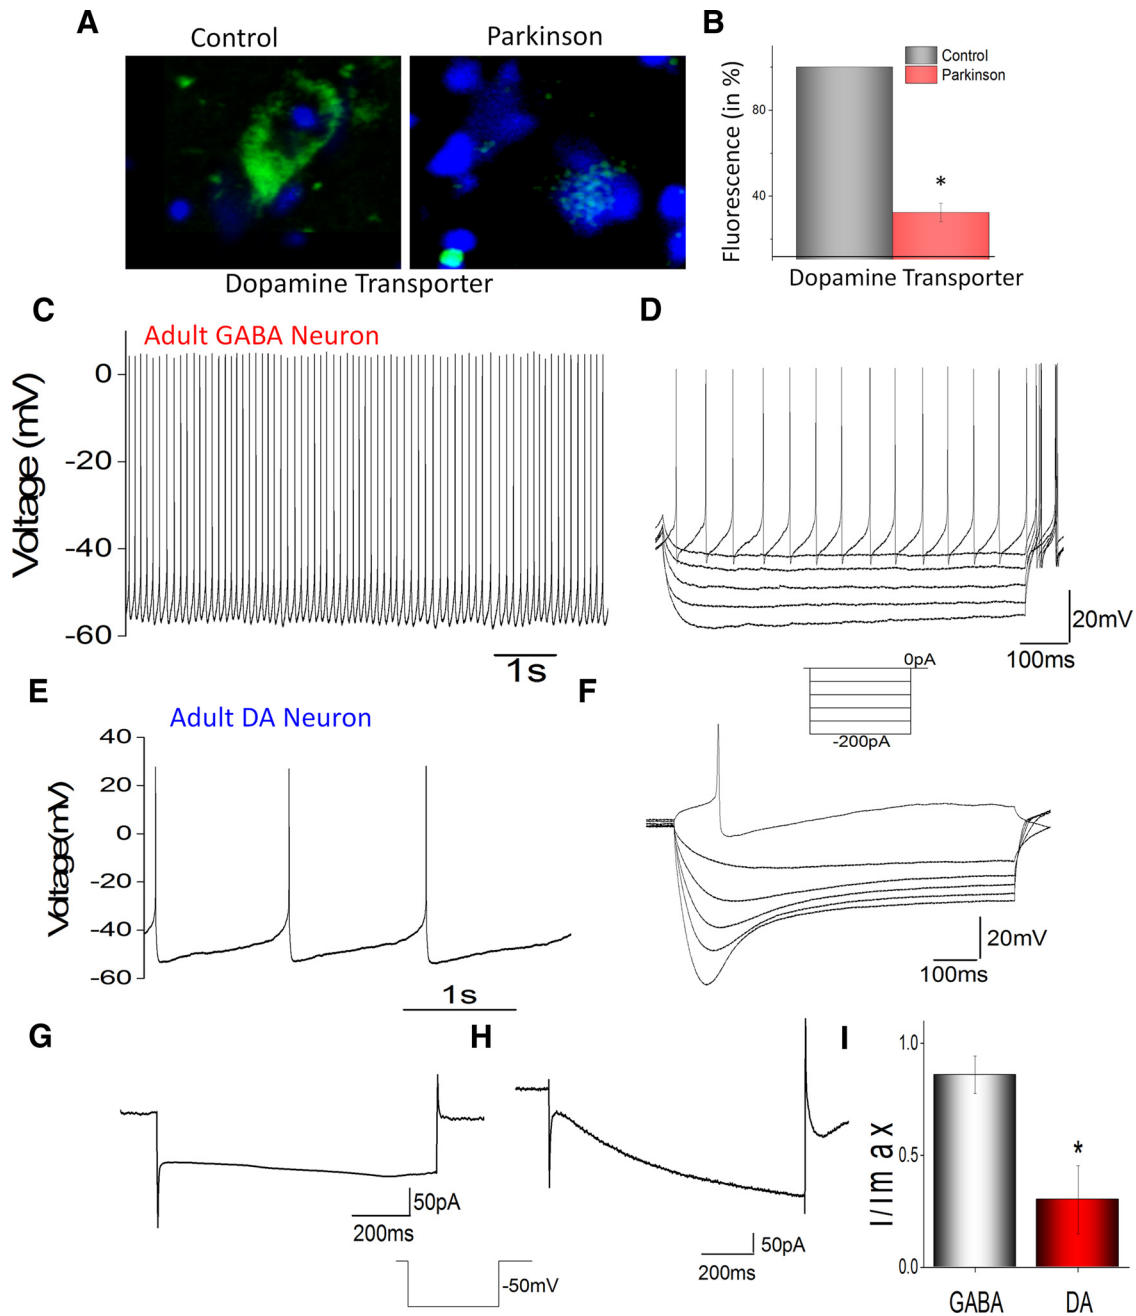 A
Control
Parkinson
Dopamine Transporter
B
Fluorescence (in %)
80
40
Control
Parkinson
*
Dopamine Transporter
C
Adult GABA Neuron
Voltage (mV)
0
-20
-40
-60
1s
D
20mV
100ms
0pA
-200pA
E
Adult DA Neuron
Voltage(mV)
40
20
0
-20
-40
-60
1s
F
20mV
100ms
G
50pA
200ms
-50mV
H
50pA
200ms
I
I/Imax
1.0
0.5
0.0
*
GABA
DA